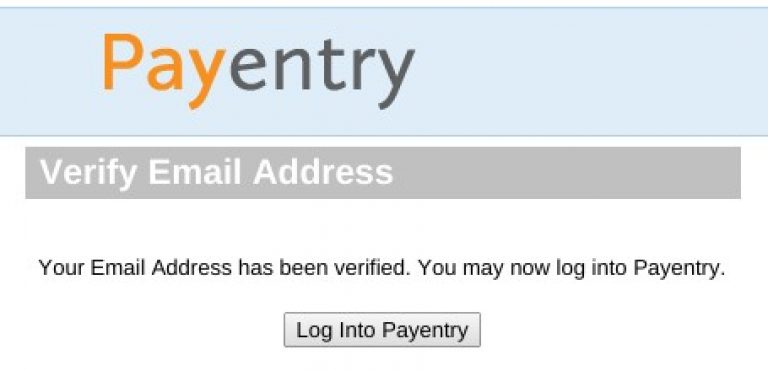 Payentry
Verify Email Address
Your Email Address has been verified. You may now log into Payentry.
Log Into Payentry